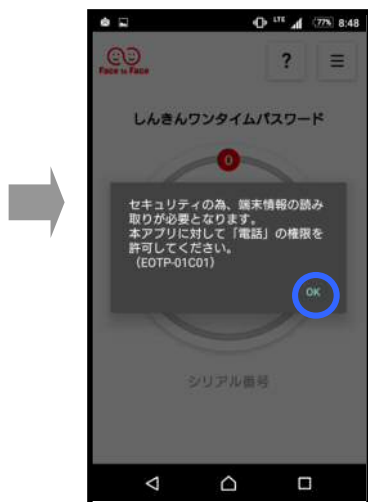 LTE 77% 8:48
Face to Face
?
しんきんワンタイムパスワード
0
セキュリティの為、端末情報の読み
取りが必要となります。
本アプリに対して「電話」の権限を
許可してください。
(EOTP-01C01)
OK
シリアル番号